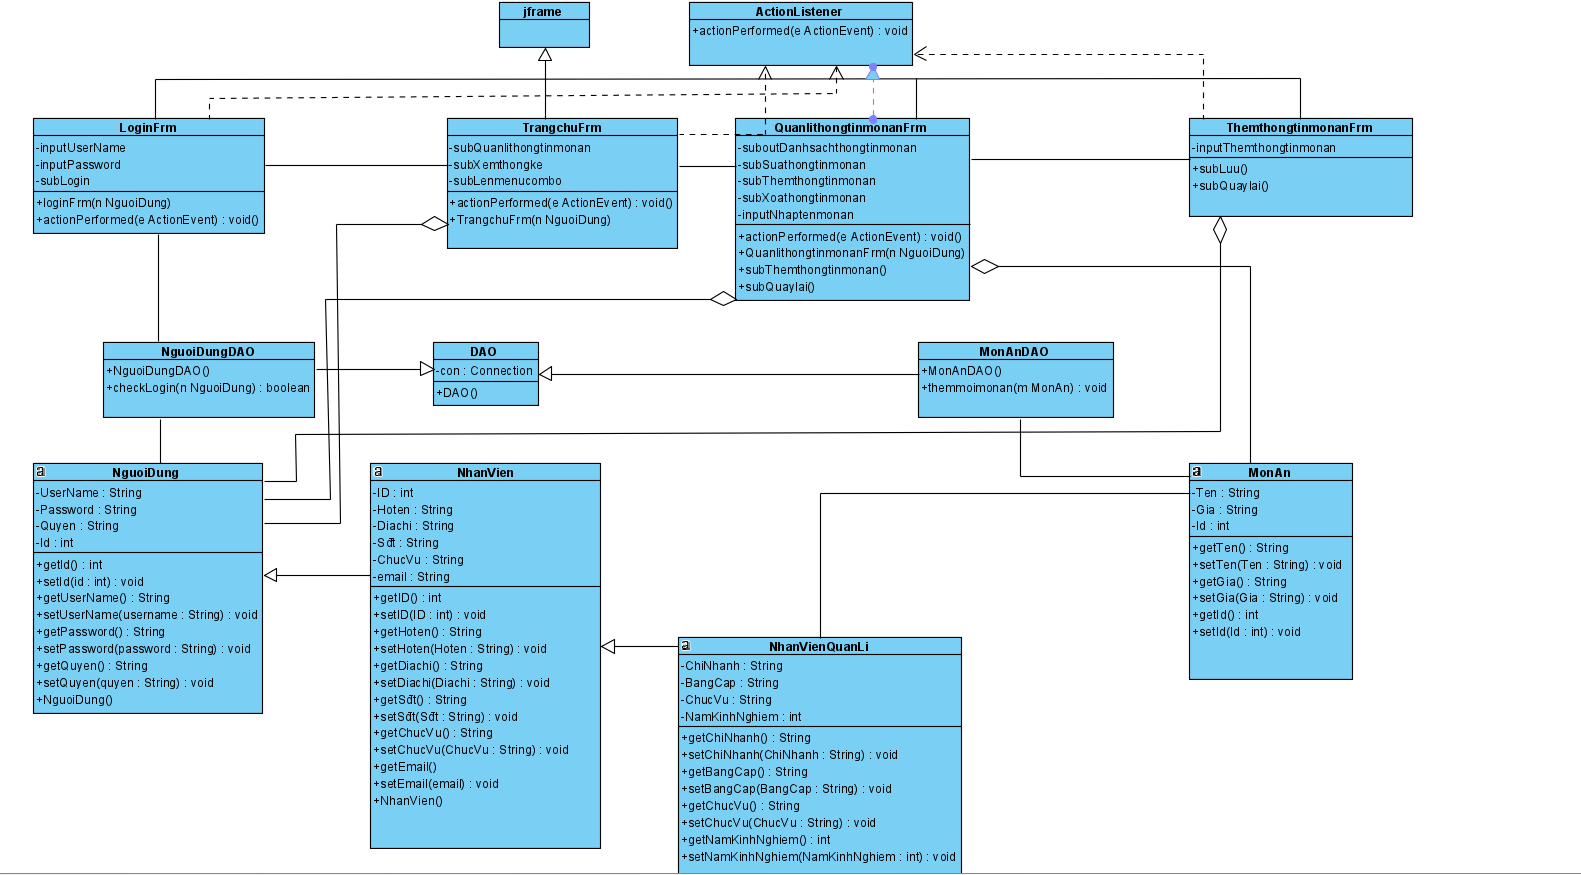 jframe
ActionListener
+actionPerformed(e ActionEvent) : void
LoginFrm
-inputUserName
-inputPassword
-subLogin
+loginFrm(n NguoiDung)
+actionPerformed(e ActionEvent) : void()
TrangchuFrm
-subQuanlithongtinmonan
-subXemthongke
-subLenmenucombo
+actionPerformed(e ActionEvent) : void()
+TrangchuFrm(n NguoiDung)
QuanlithongtinmonanFrm
-suboutDanhsachthongtinmonan
-subSuathongtinmonan
-subThemthongtinmonan
-subXoathongtinmonan
-inputNhaptenmonan
+actionPerformed(e ActionEvent) : void()
+QuanlithongtinmonanFrm(n NguoiDung)
+subThemthongtinmonan()
+subQuaylai()
ThemthongtinmonanFrm
-inputThemthongtinmonan
+subLuu()
+subQuaylai()
NguoiDungDAO
+NguoiDungDAO()
+checkLogin(n NguoiDung) : boolean
DAO
-con : Connection
+DAO()
MonAnDAO
+MonAnDAO()
+themmoimonan(m MonAn) : void
a
NguoiDung
-UserName : String
-Password : String
-Quyen : String
-Id : int
+getId() : int
+setId(id : int) : void
+getUserName() : String
+setUserName(username : String) : void
+getPassword() : String
+setPassword(password : String) : void
+getQuyen() : String
+setQuyen(quyen : String) : void
+NguoiDung()
a
NhanVien
-ID : int
-Hoten : String
-Diachi : String
-Sđt : String
-ChucVu : String
-email : String
+getID() : int
+setID(ID : int) : void
+getHoten() : String
+setHoten(Hoten : String) : void
+getDiachi() : String
+setDiachi(Diachi : String) : void
+getSđt() : String
+setSđt(Sđt : String) : void
+getChucVu() : String
+setChucVu(ChucVu : String) : void
+getEmail()
+setEmail(email) : void
+NhanVien()
a
NhanVienQuanLi
-ChiNhanh : String
-BangCap : String
-ChucVu : String
-NamKinhNghiem : int
+getChiNhanh() : String
+setChiNhanh(ChiNhanh : String) : void
+getBangCap() : String
+setBangCap(BangCap : String) : void
+getChucVu() : String
+setChucVu(ChucVu : String) : void
+getNamKinhNghiem() : int
+setNamKinhNghiem(NamKinhNghiem : int) : void
a
MonAn
-Ten : String
-Gia : String
-Id : int
+getTen() : String
+setTen(Ten : String) : void
+getGia() : String
+setGia(Gia : String) : void
+getId() : int
+setId(Id : int) : void